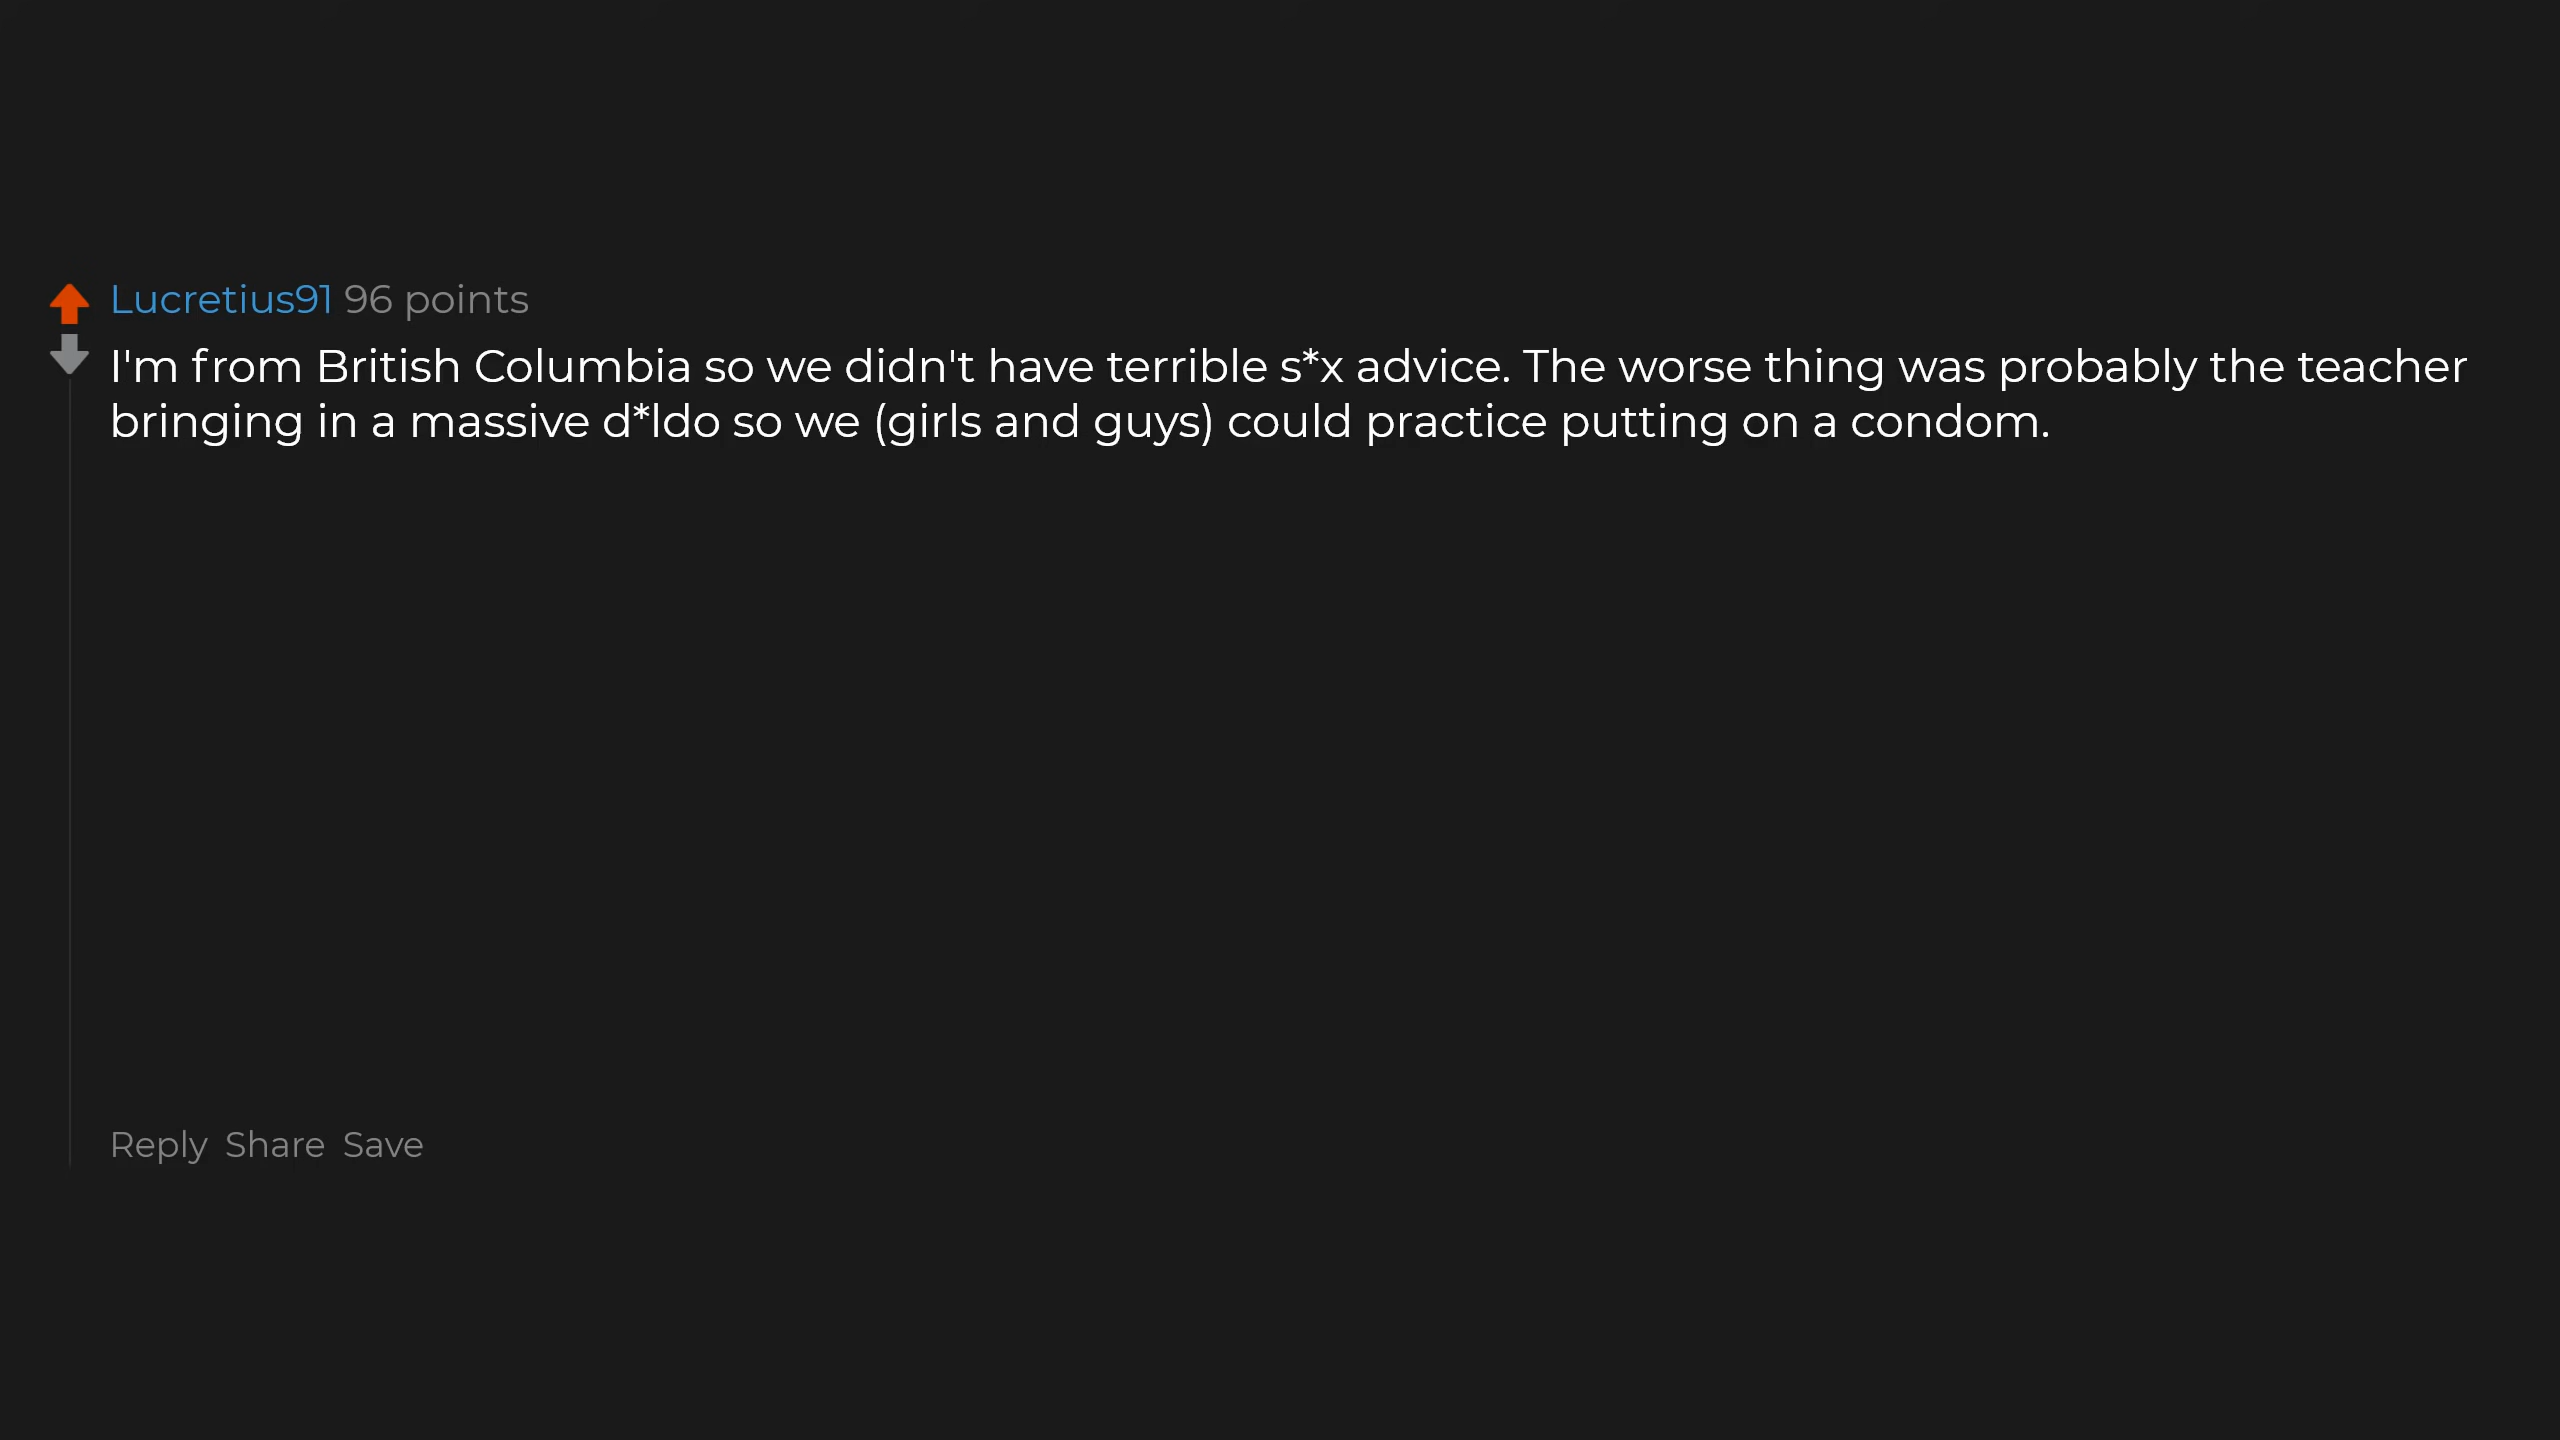 Lucretius91 96 points
I'm from British Columbia so we didn't have terrible s*x advice. The worse thing was probably the teacher
bringing in a massive d*ldo so we (girls and guys) could practice putting on a condom.
Reply Share Save